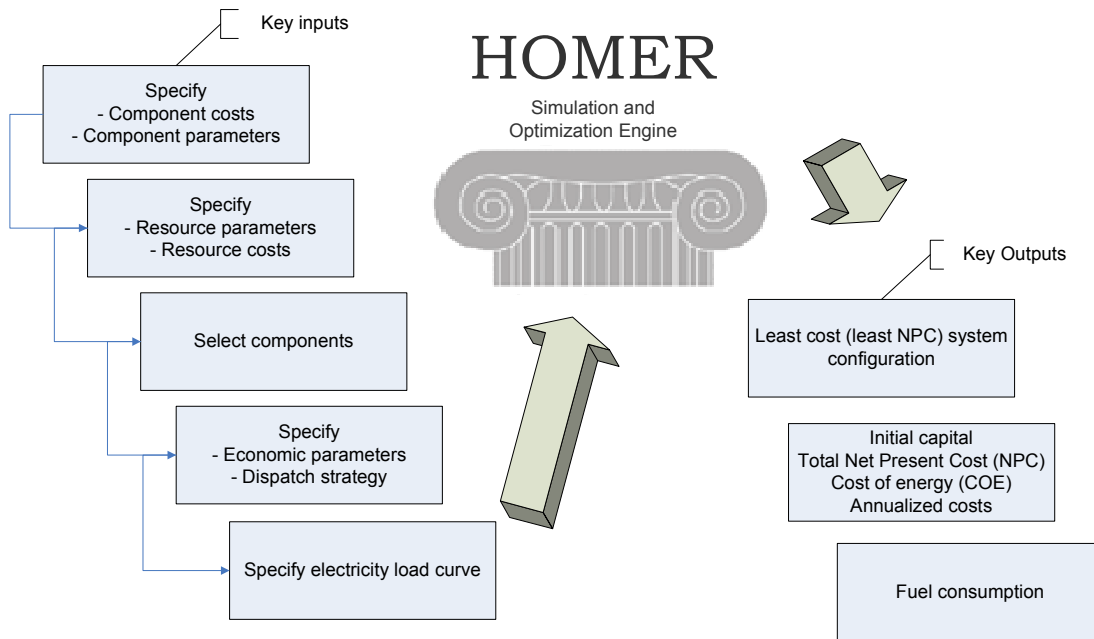 Key inputs
Specify
- Component costs
- Component parameters
Specify
- Resource parameters
- Resource costs
Select components
Specify
- Economic parameters
- Dispatch strategy
Specify electricity load curve
HOMER
Simulation and
Optimization Engine
Key Outputs
Least cost (least NPC) system
configuration
Initial capital
Total Net Present Cost (NPC)
Cost of energy (COE)
Annualized costs
Fuel consumption